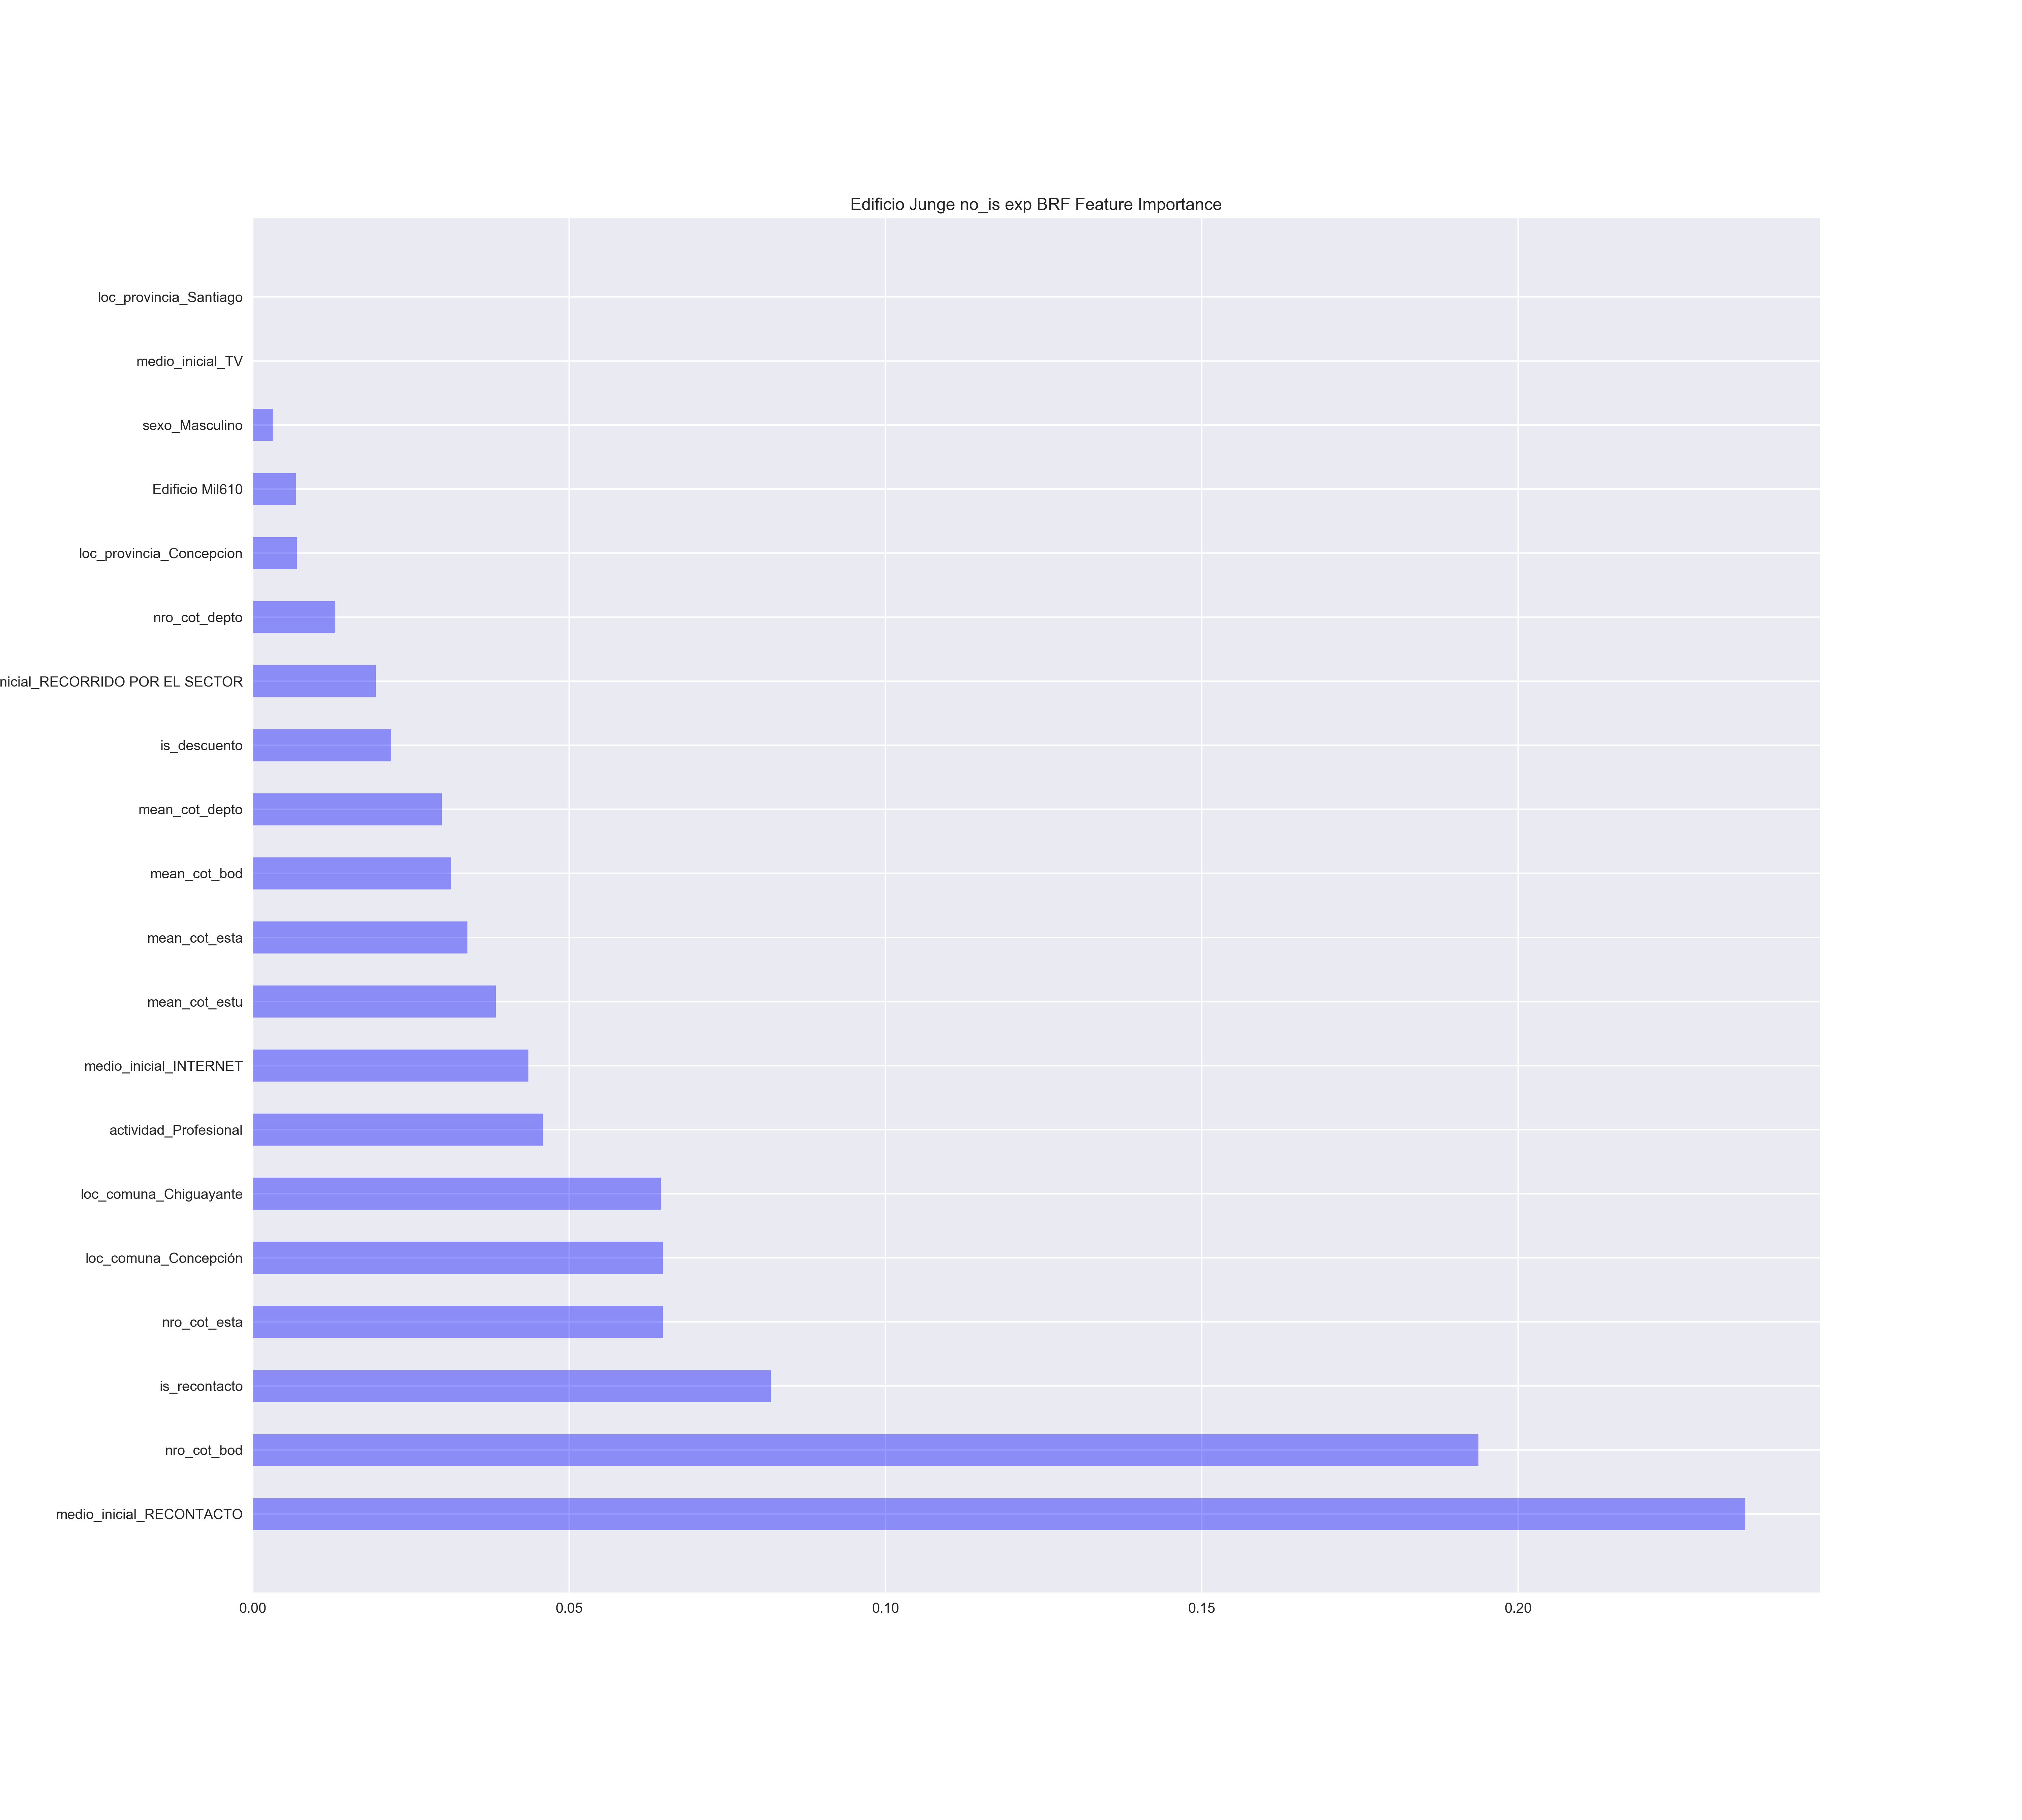 Edificio Junge no_is exp BRF Feature Importance
loc_provincia_Santiago
medio_inicial_TV
sexo_Masculino
Edificio Mil610
loc_provincia_Concepcion
nro_cot_depto
nicial_RECORRIDO POR EL SECTOR
is_descuento
mean_cot_depto
mean_cot_bod
mean_cot_esta
mean_cot_estu
medio_inicial_INTERNET
actividad_Profesional
loc_comuna_Chiguayante
loc_comuna_Concepción
nro_cot_esta
is_recontacto
nro_cot_bod
medio_inicial_RECONTACTO
0.00 0.05 0.10 0.15 0.20